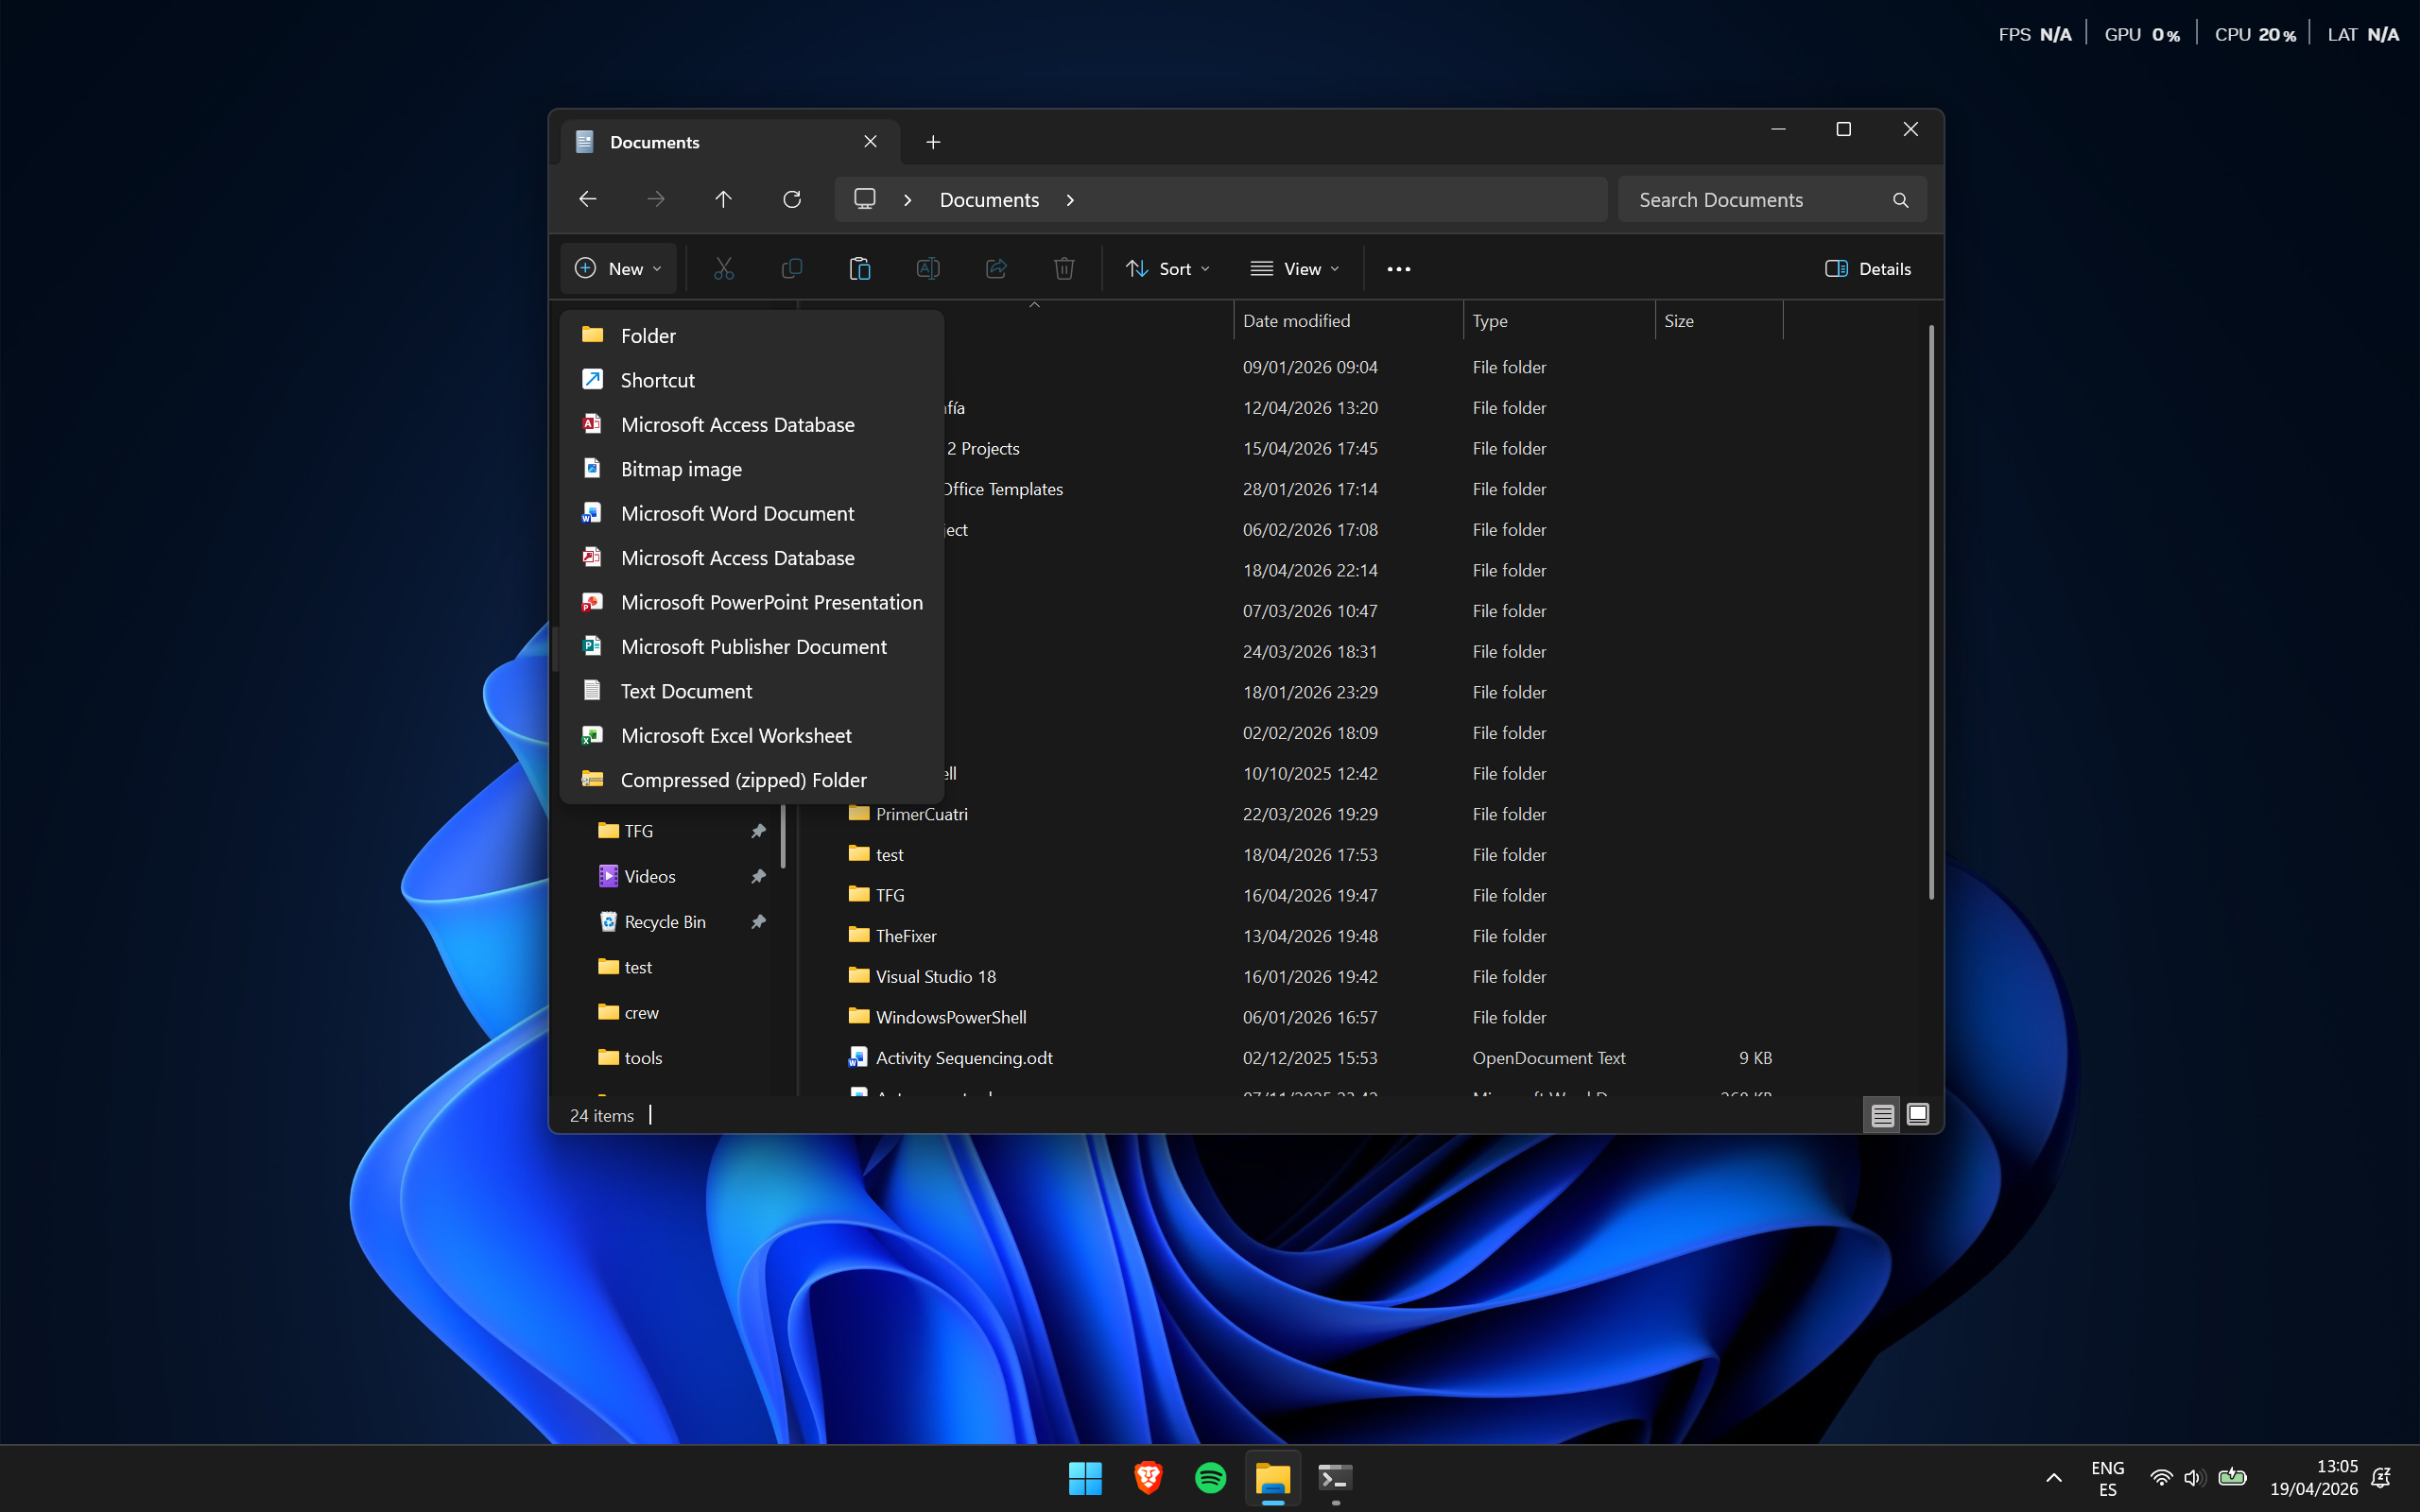 FPS N/A | GPU 0% | CPU 20% | LAT N/A
Documents
Documents
Search Documents
New
Sort
View
Details
Date modified
Type
Size
Folder
Shortcut
Microsoft Access Database
Bitmap image
Microsoft Word Document
Microsoft Access Database
Microsoft PowerPoint Presentation
Microsoft Publisher Document
Text Document
Microsoft Excel Worksheet
Compressed (zipped) Folder
TFG
Videos
Recycle Bin
test
crew
tools
09/01/2026 09:04 File folder
12/04/2026 13:20 File folder
2 Projects 15/04/2026 17:45 File folder
Office Templates 28/01/2026 17:14 File folder
06/02/2026 17:08 File folder
18/04/2026 22:14 File folder
07/03/2026 10:47 File folder
24/03/2026 18:31 File folder
18/01/2026 23:29 File folder
02/02/2026 18:09 File folder
10/10/2025 12:42 File folder
PrimerCuatri 22/03/2026 19:29 File folder
test 18/04/2026 17:53 File folder
TFG 16/04/2026 19:47 File folder
TheFixer 13/04/2026 19:48 File folder
Visual Studio 18 16/01/2026 19:42 File folder
WindowsPowerShell 06/01/2026 16:57 File folder
Activity Sequencing.odt 02/12/2025 15:53 OpenDocument Text 9 KB
24 items
ENG
ES
13:05
19/04/2026